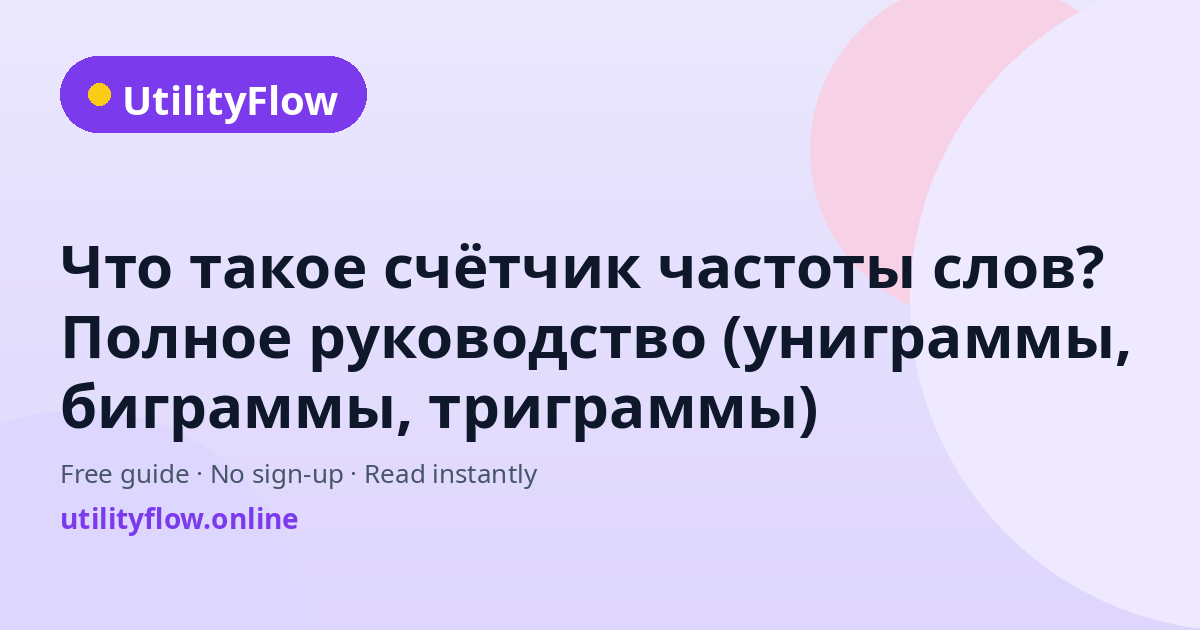 UtilityFlow
Что такое счётчик частоты слов?
Полное руководство (униграммы,
биграммы, триграммы)
Free guide · No sign-up · Read instantly
utilityflow.online